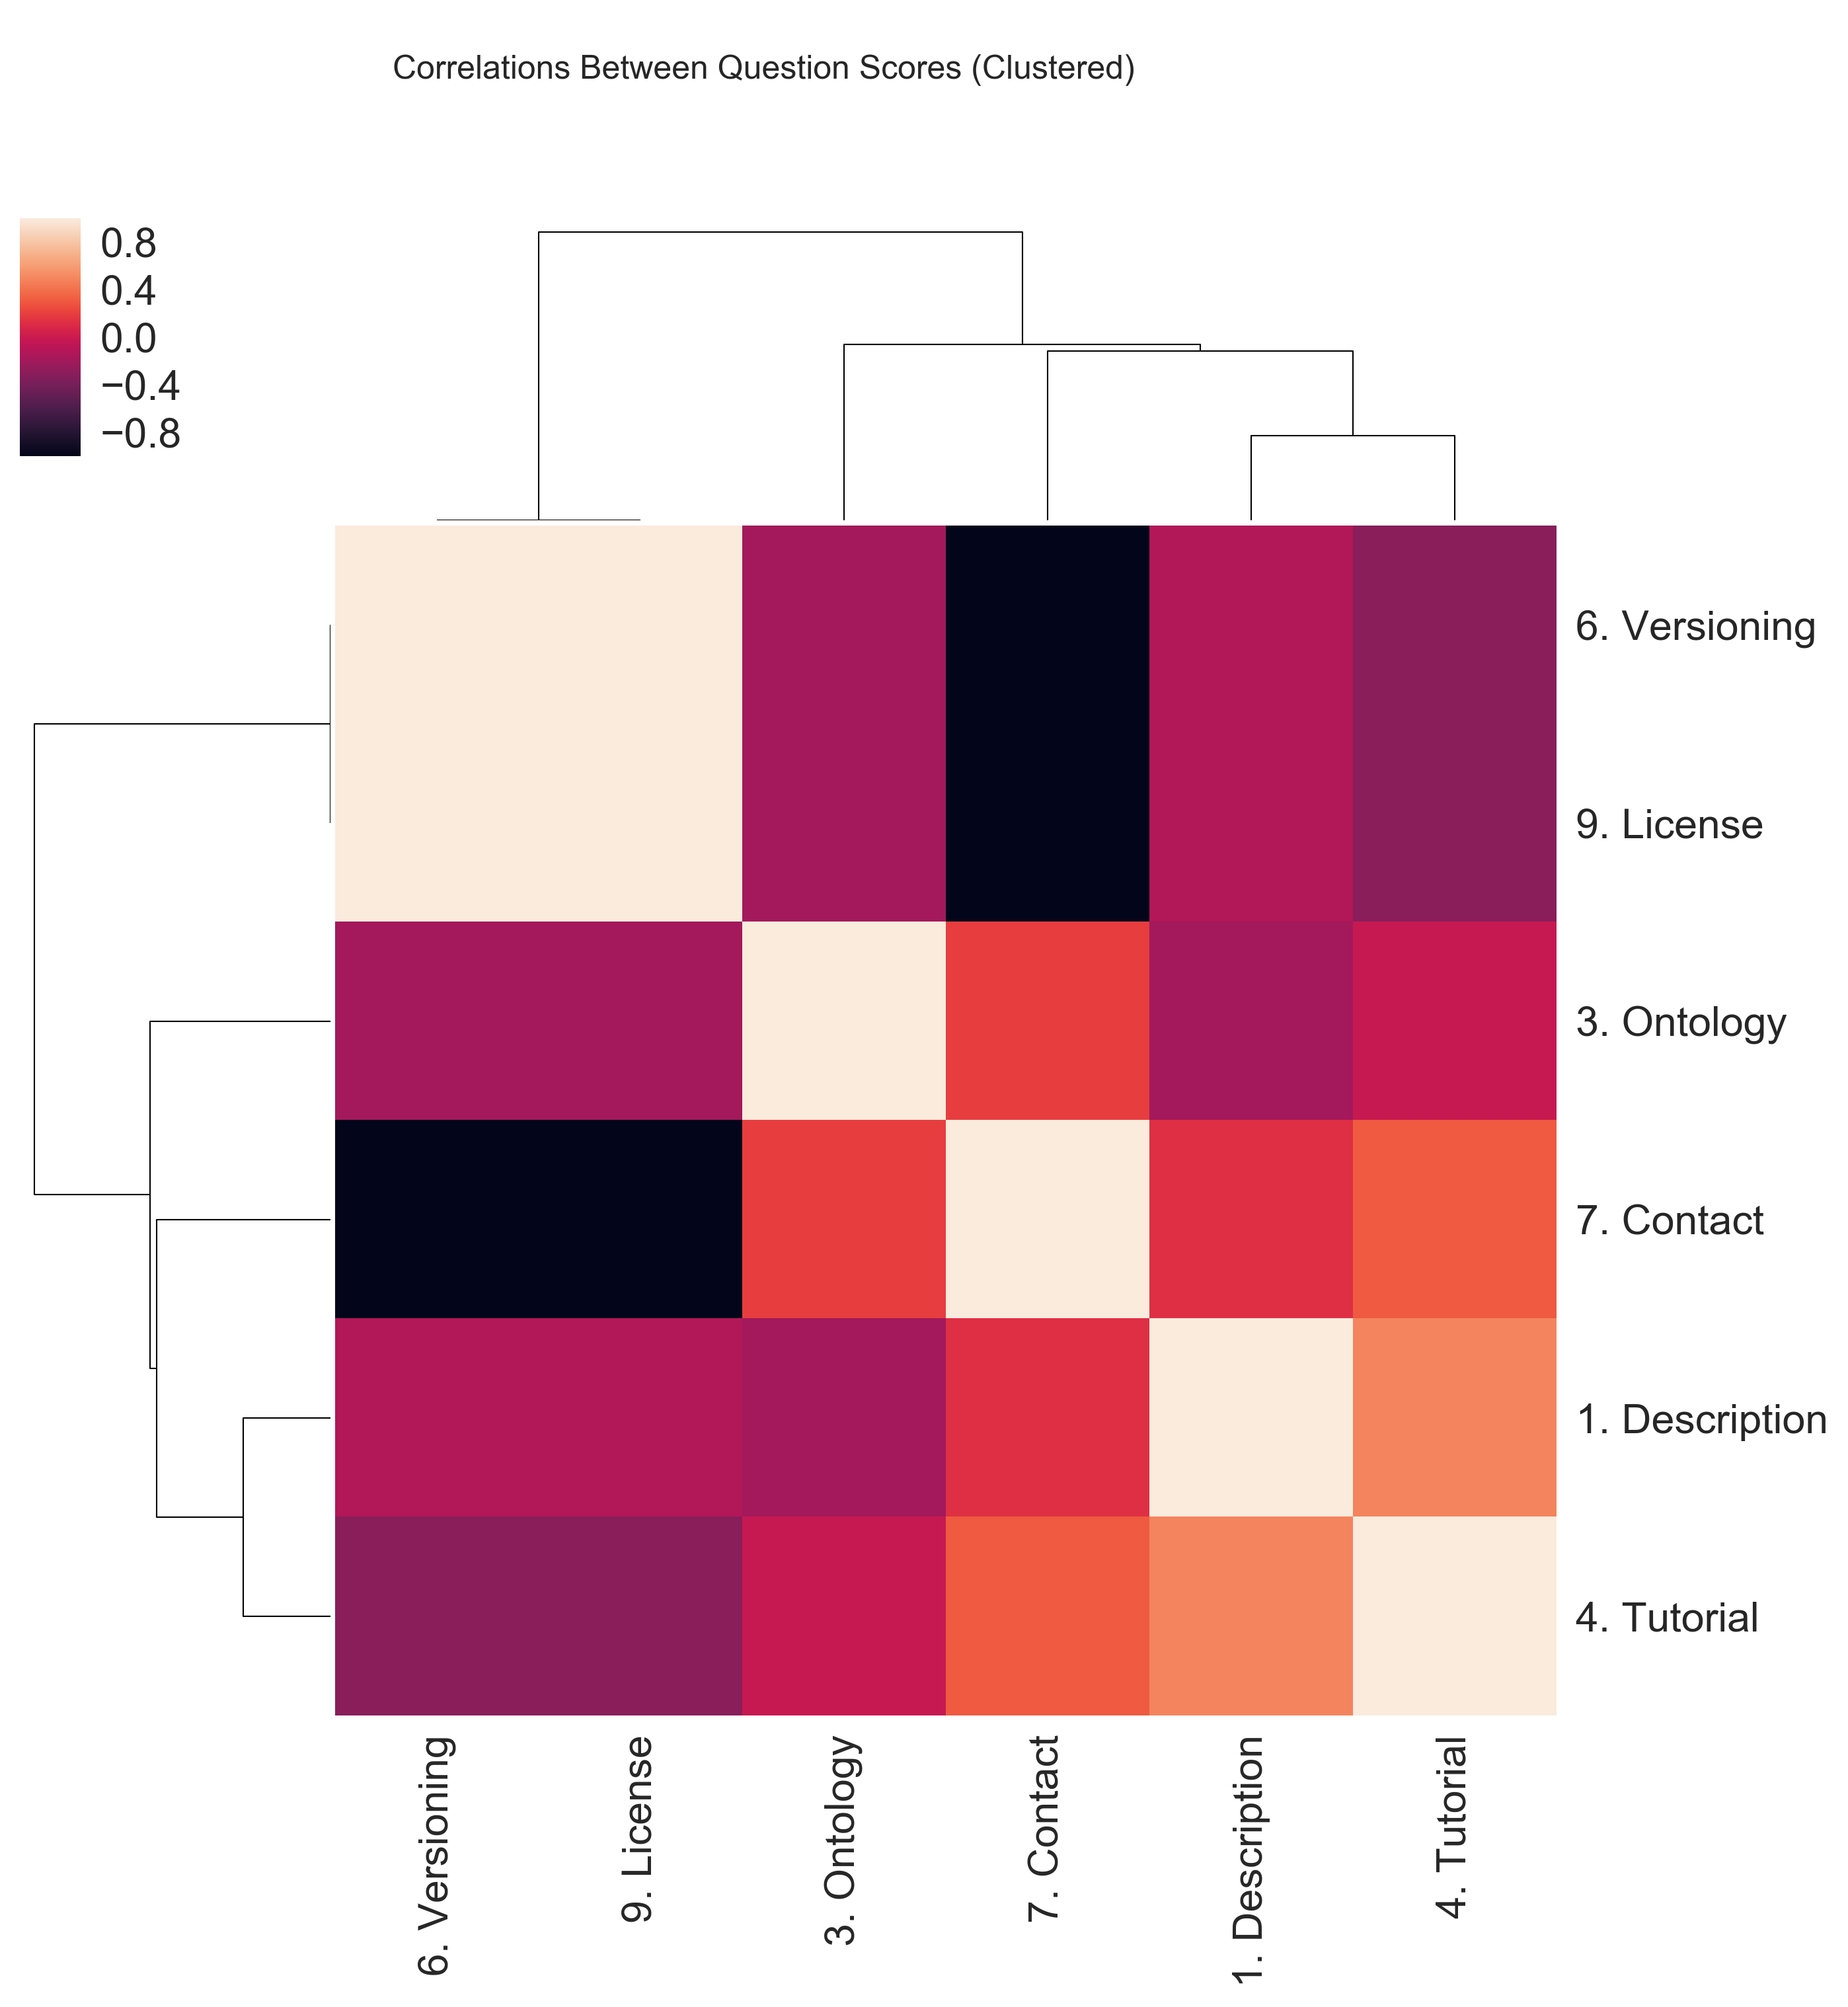 Correlations Between Question Scores (Clustered)
0.8
0.4
0.0
−0.4
−0.8
6. Versioning
9. License
3. Ontology
7. Contact
1. Description
4. Tutorial
6. Versioning
9. License
3. Ontology
7. Contact
1. Description
4. Tutorial